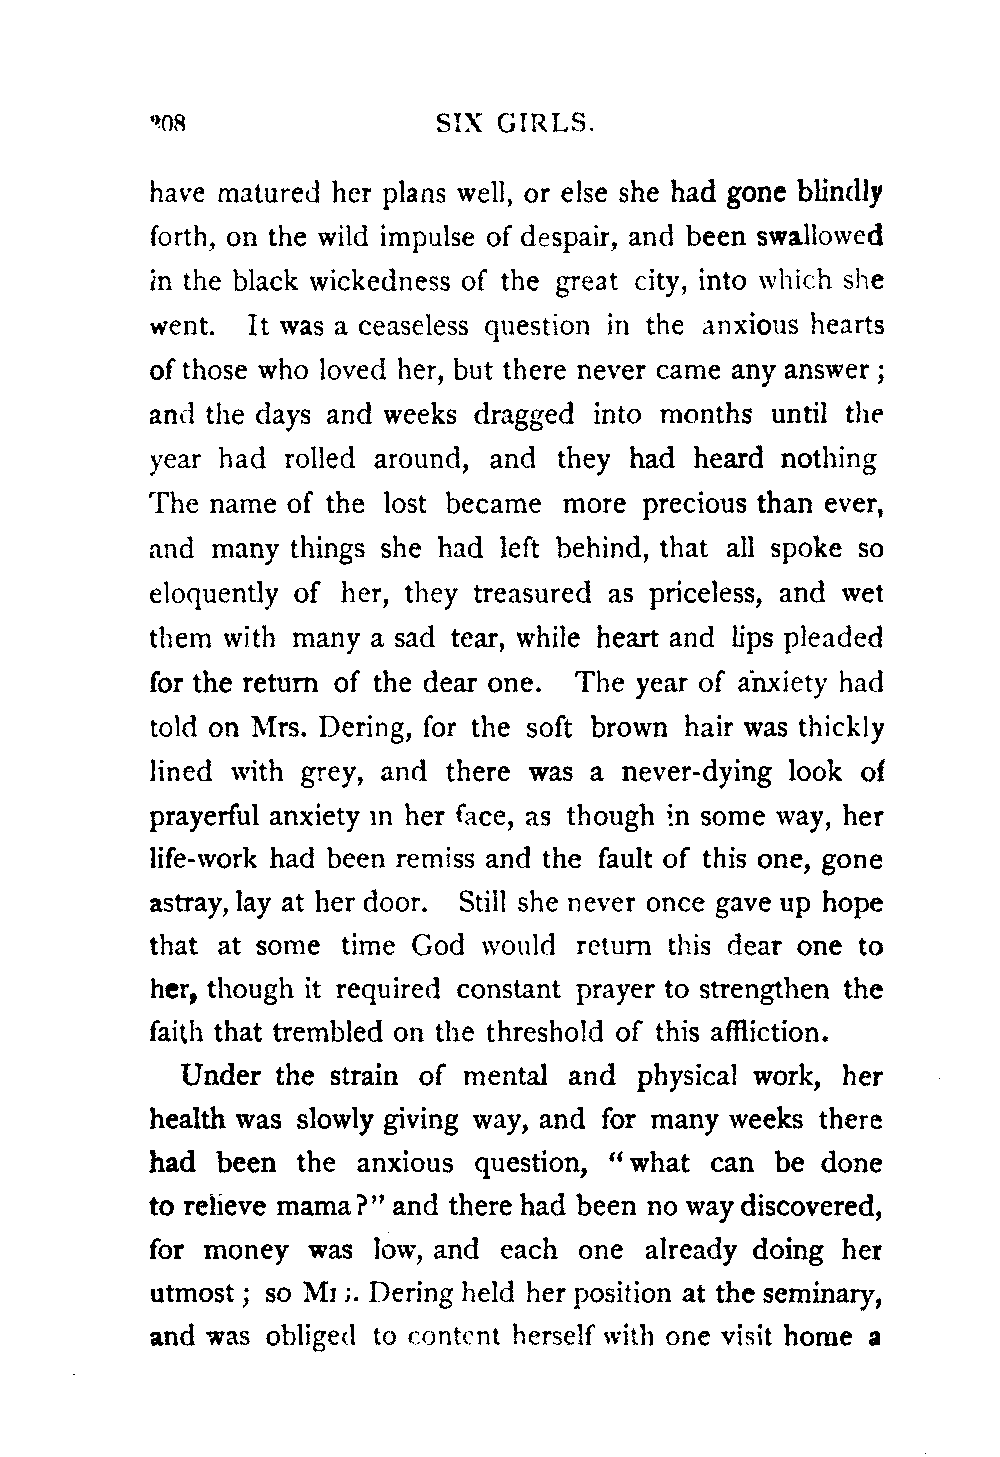 208 SIX GIRLS.
have matured her plans well, or else she had gone blindly
forth, on the wild impulse of despair, and been swallowed
in the black wickedness of the great city, into which she
went. It was a ceaseless question in the anxious hearts
of those who loved her, but there never came any answer ;
and the days and weeks dragged into months until the
year had rolled around, and they had heard nothing
The name of the lost became more precious than ever,
and many things she had left behind, that all spoke so
eloquently of her, they treasured as priceless, and wet
them with many a sad tear, while heart and lips pleaded
for the return of the dear one. The year of anxiety had
told on Mrs. Dering, for the soft brown hair was thickly
lined with grey, and there was a never-dying look of
prayerful anxiety in her face, as though in some way, her
life-work had been remiss and the fault of this one, gone
astray, lay at her door. Still she never once gave up hope
that at some time God would return this dear one to
her, though it required constant prayer to strengthen the
faith that trembled on the threshold of this affliction.
Under the strain of mental and physical work, her
health was slowly giving way, and for many weeks there
had been the anxious question, “what can be done
to relieve mama?” and there had been no way discovered,
for money was low, and each one already doing her
utmost ; so Mrs. Dering held her position at the seminary,
and was obliged to content herself with one visit home a